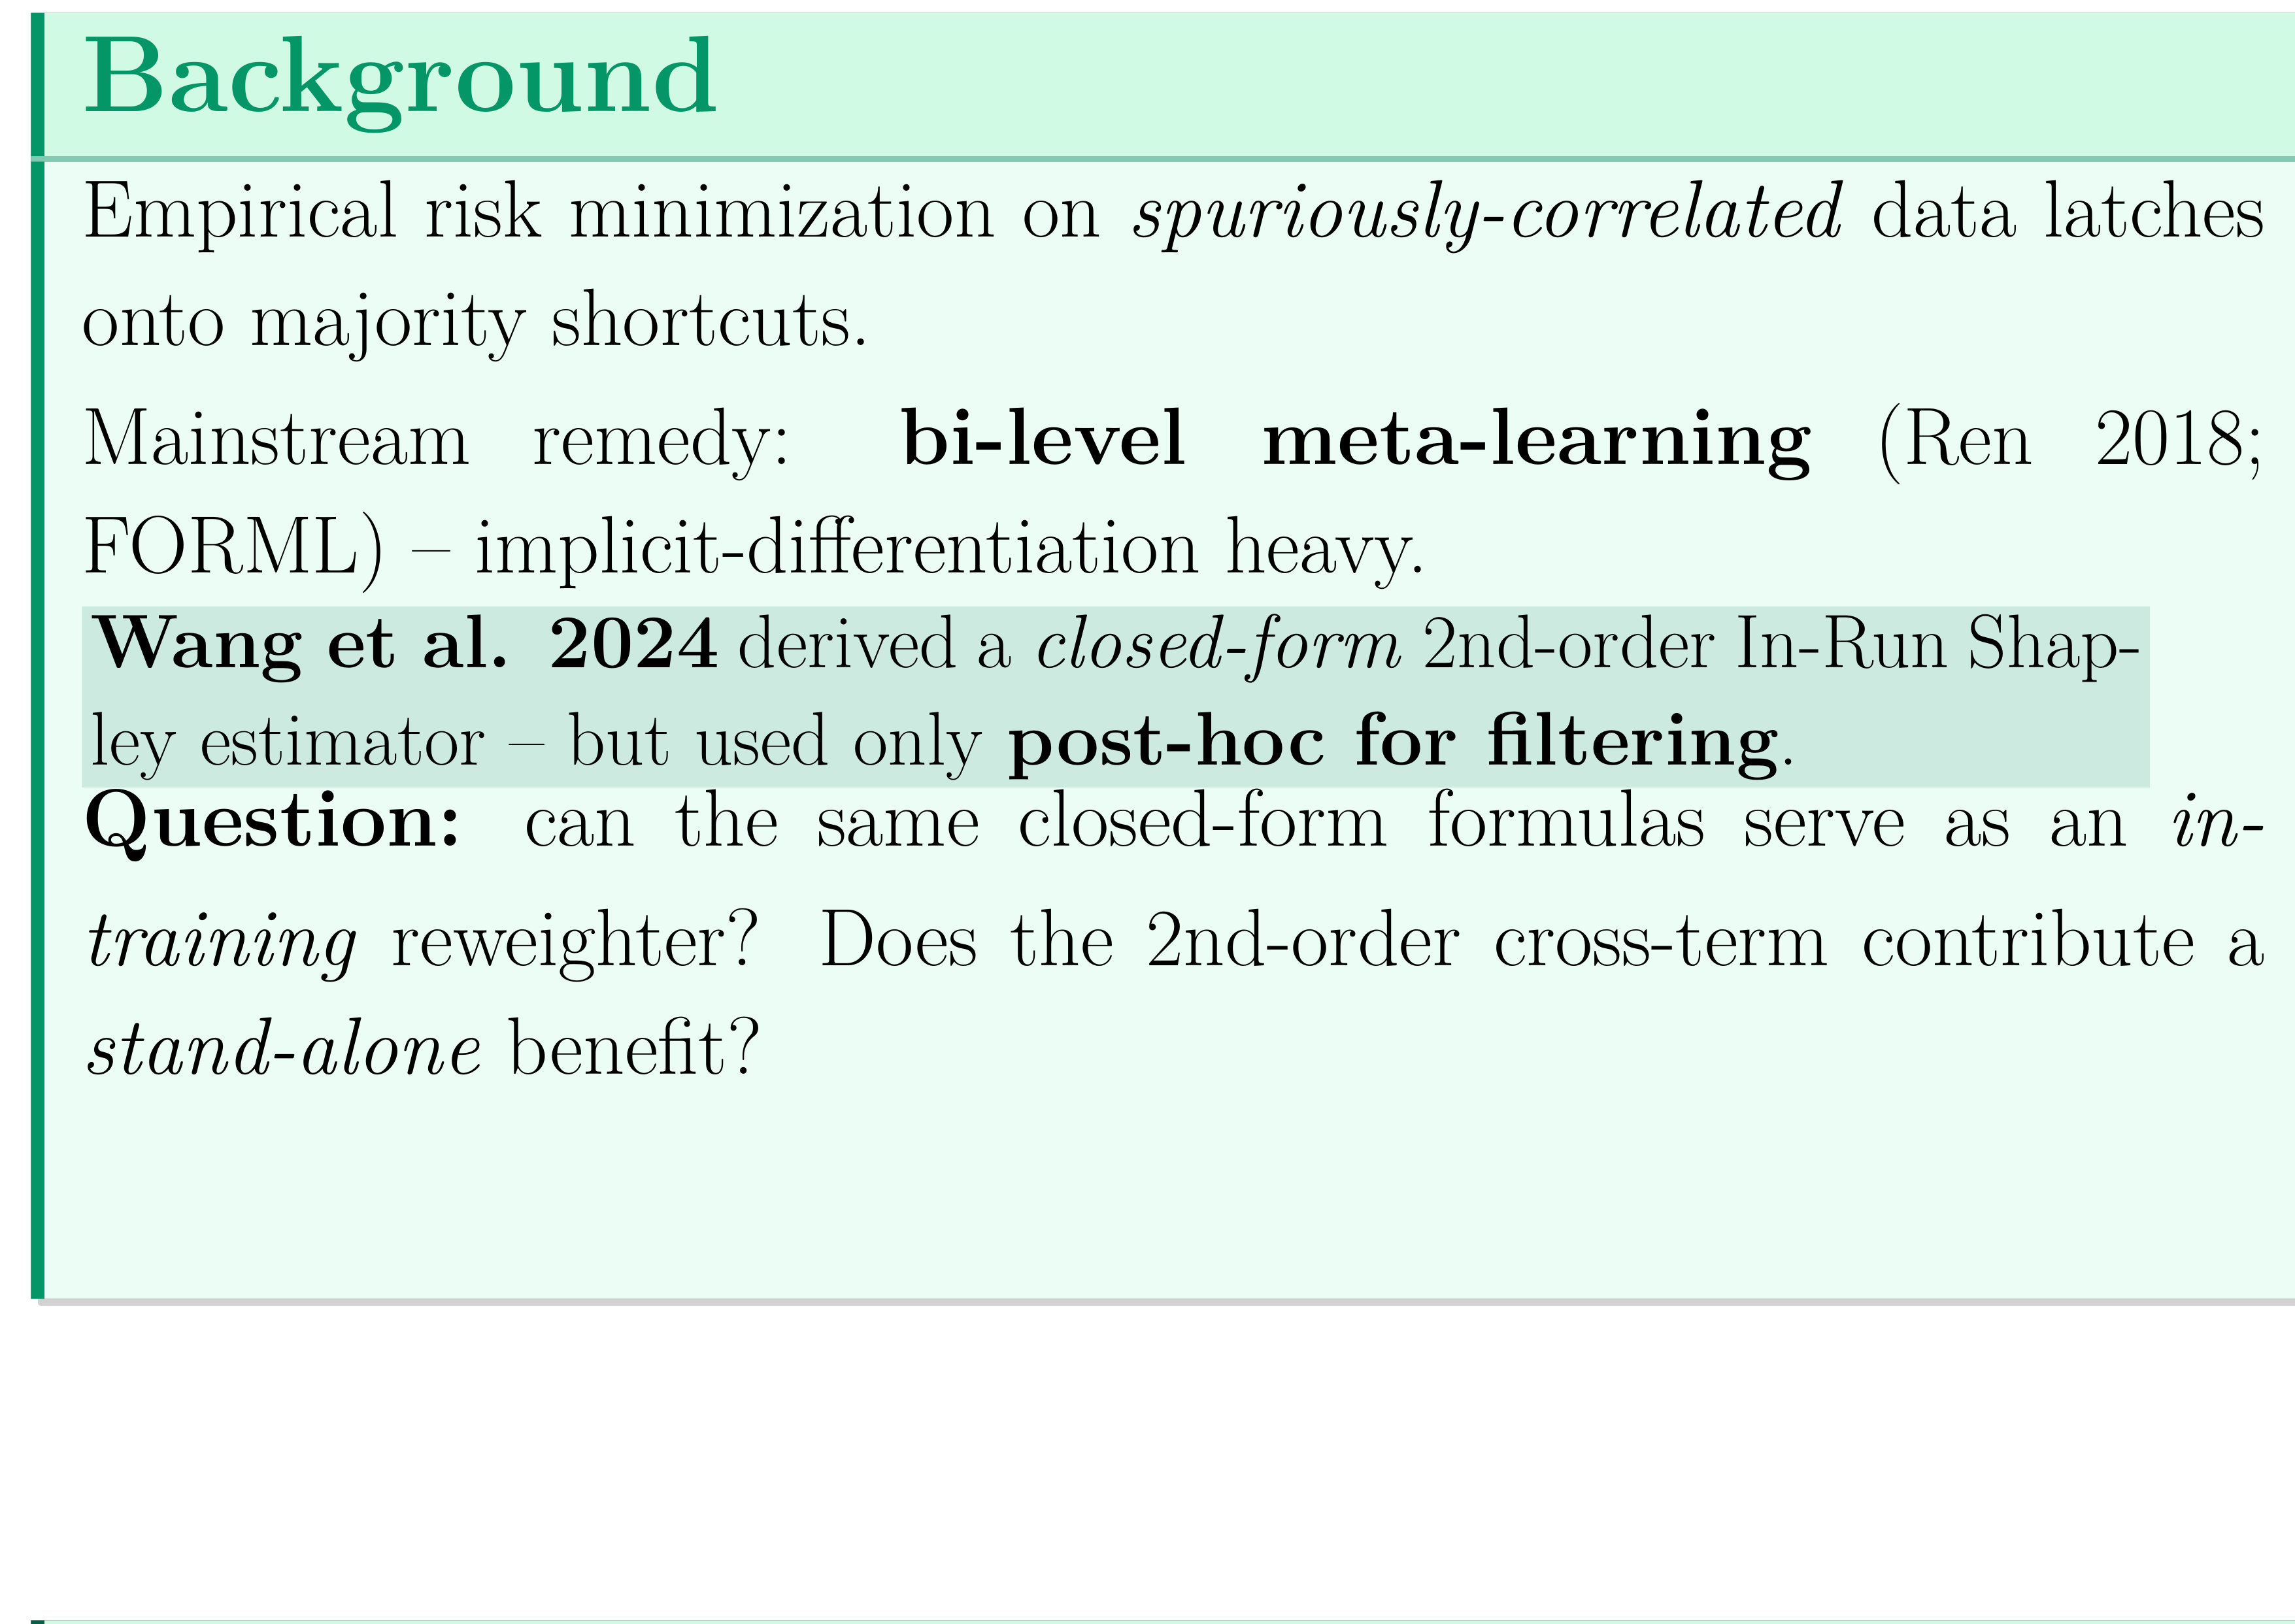 Background
Empirical risk minimization on spuriously-correlated data latches
onto majority shortcuts.
Mainstream remedy: bi-level meta-learning (Ren 2018;
FORML) – implicit-differentiation heavy.
Wang et al. 2024 derived a closed-form 2nd-order In-Run Shap-
ley estimator – but used only post-hoc for filtering.
Question: can the same closed-form formulas serve as an in-
training reweighter? Does the 2nd-order cross-term contribute a
stand-alone benefit?